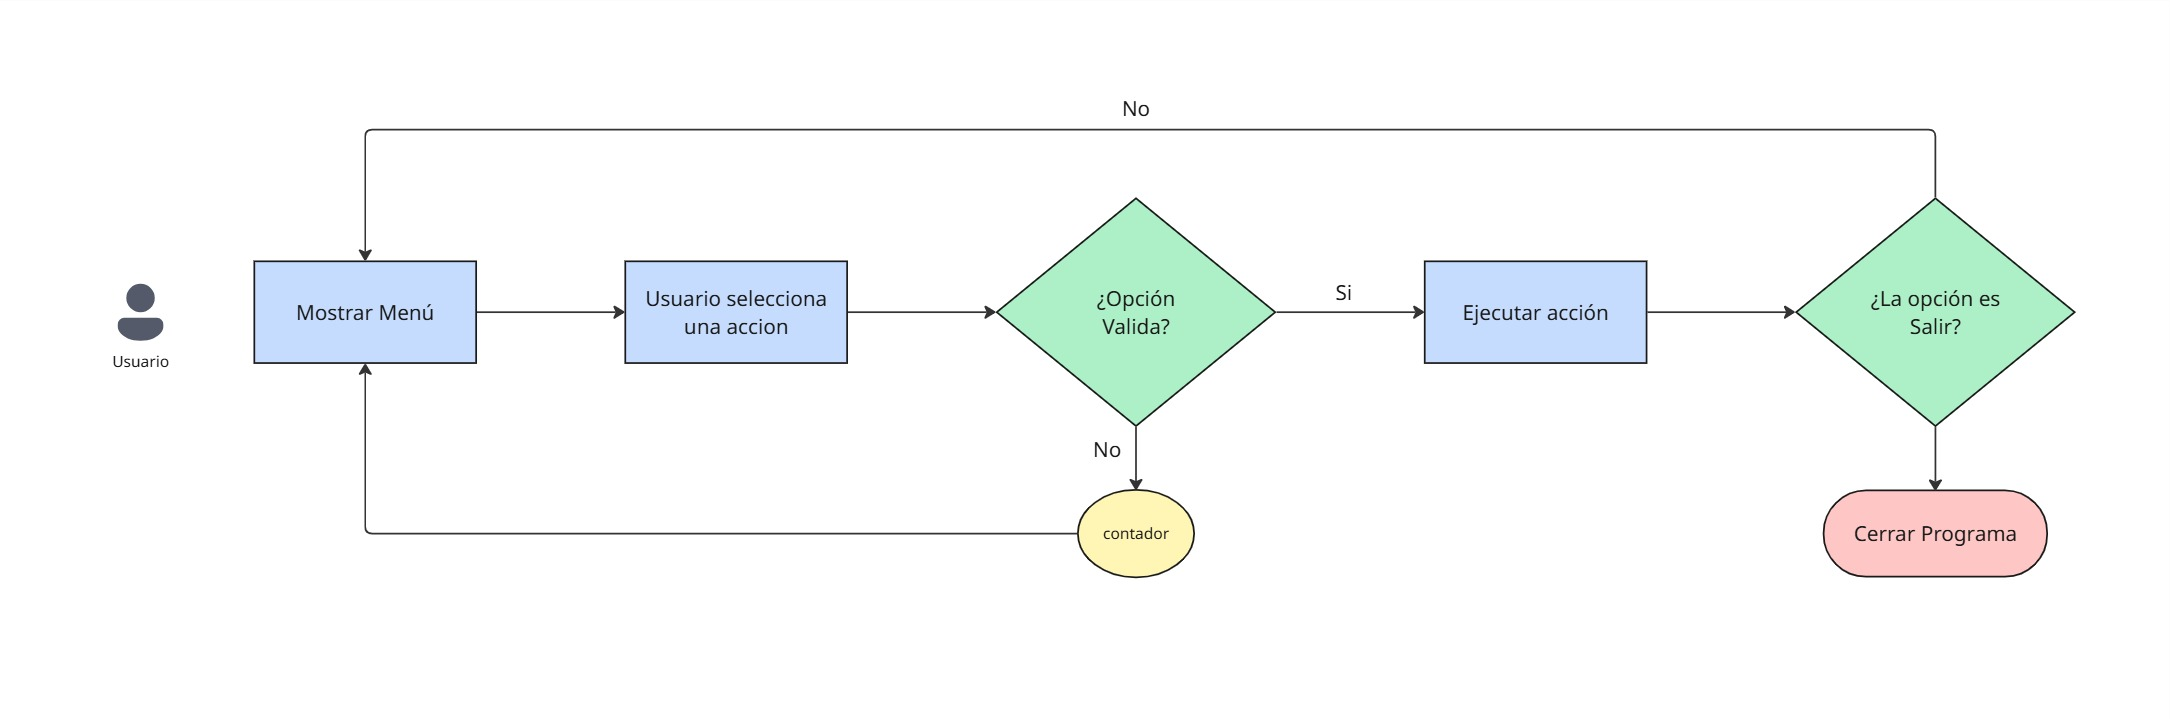 No
Usuario
Mostrar Menú
Usuario selecciona
una accion
¿Opción
Valida?
Si
Ejecutar acción
¿La opción es
Salir?
No
contador
Cerrar Programa